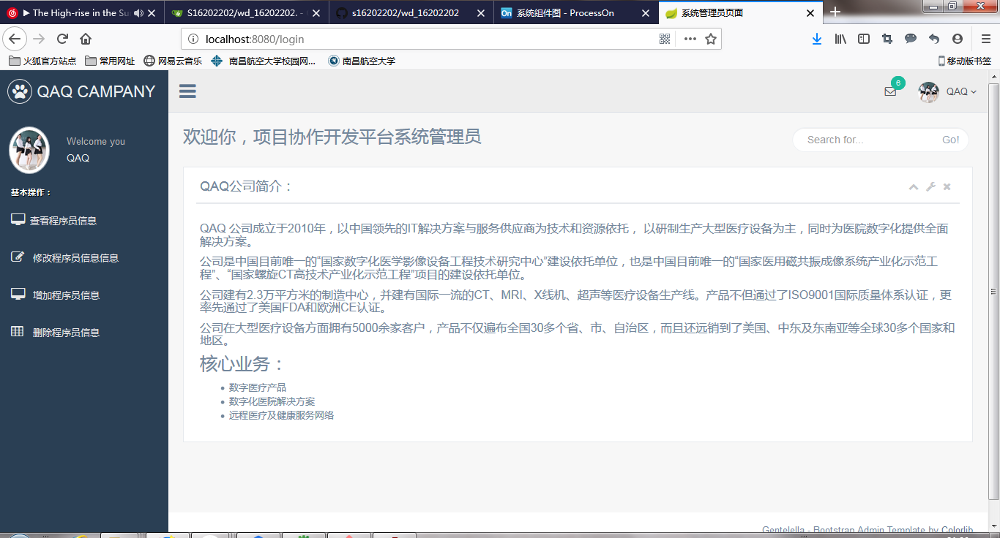 The High-rise in the Su
S16202202/wd_16202202. -
s16202202/wd_16202202
系统组件图 - ProcessOn
系统管理员页面
localhost:8080/login
火狐官方站点
常用网址
网易云音乐
南昌航空大学校园网...
南昌航空大学
移动版书签
QAQ CAMPANY
6
QAQ
Welcome you
QAQ
基本操作：
查看程序员信息
修改程序员信息信息
增加程序员信息
删除程序员信息
欢迎你，项目协作开发平台系统管理员
Search for...
Go!
QAQ公司简介：
QAQ 公司成立于2010年，以中国领先的IT解决方案与服务供应商为技术和资源依托， 以研制生产大型医疗设备为主，同时为医院数字化提供全面
解决方案。
公司是中国目前唯一的“国家数字化医学影像设备工程技术研究中心”建设依托单位，也是中国目前唯一的“国家医用磁共振成像系统产业化示范工
程”、“国家螺旋CT高技术产业化示范工程”项目的建设依托单位。
公司建有2.3万平方米的制造中心，并建有国际一流的CT、MRI、X线机、超声等医疗设备生产线。产品不但通过了ISO9001国际质量体系认证，更
率先通过了美国FDA和欧洲CE认证。
公司在大型医疗设备方面拥有5000余家客户，产品不仅遍布全国30多个省、市、自治区，而且还远销到了美国、中东及东南亚等全球30多个国家和
地区。
核心业务：
数字医疗产品
数字化医院解决方案
远程医疗及健康服务网络
Gentelella - Bootstrap Admin Template by Colorlib